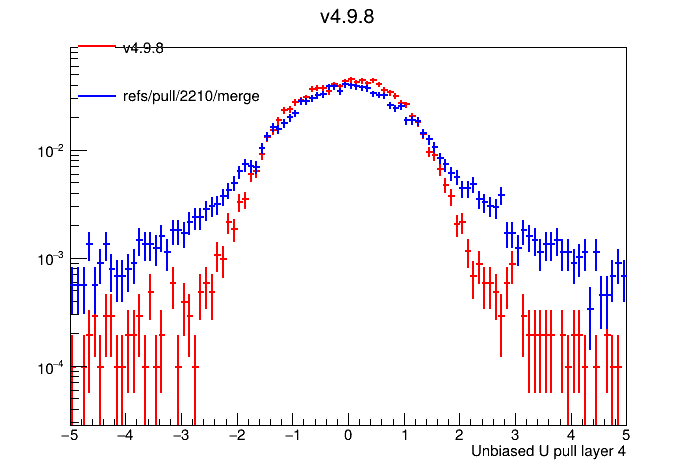 v4.9.8
v4.9.8
refs/pull/2210/merge
10⁻²
10⁻³
10⁻⁴
−5 −4 −3 −2 −1 0 1 2 3 4 5
Unbiased U pull layer 4